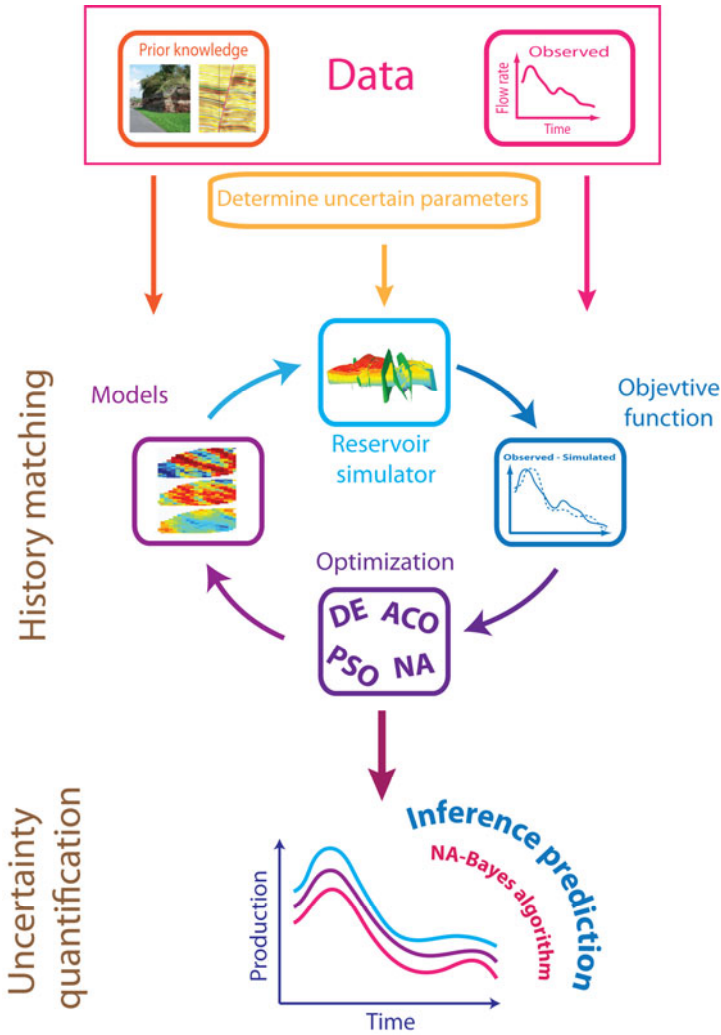 Prior knowledge
Data
Observed
Flow rate
Time
Determine uncertain parameters
History matching
Models
Reservoir
simulator
Objevtive
function
Observed - Simulated
Optimization
DE ACO
PSO NA
Uncertainty
quantification
Production
Time
Inference prediction
NA-Bayes algorithm